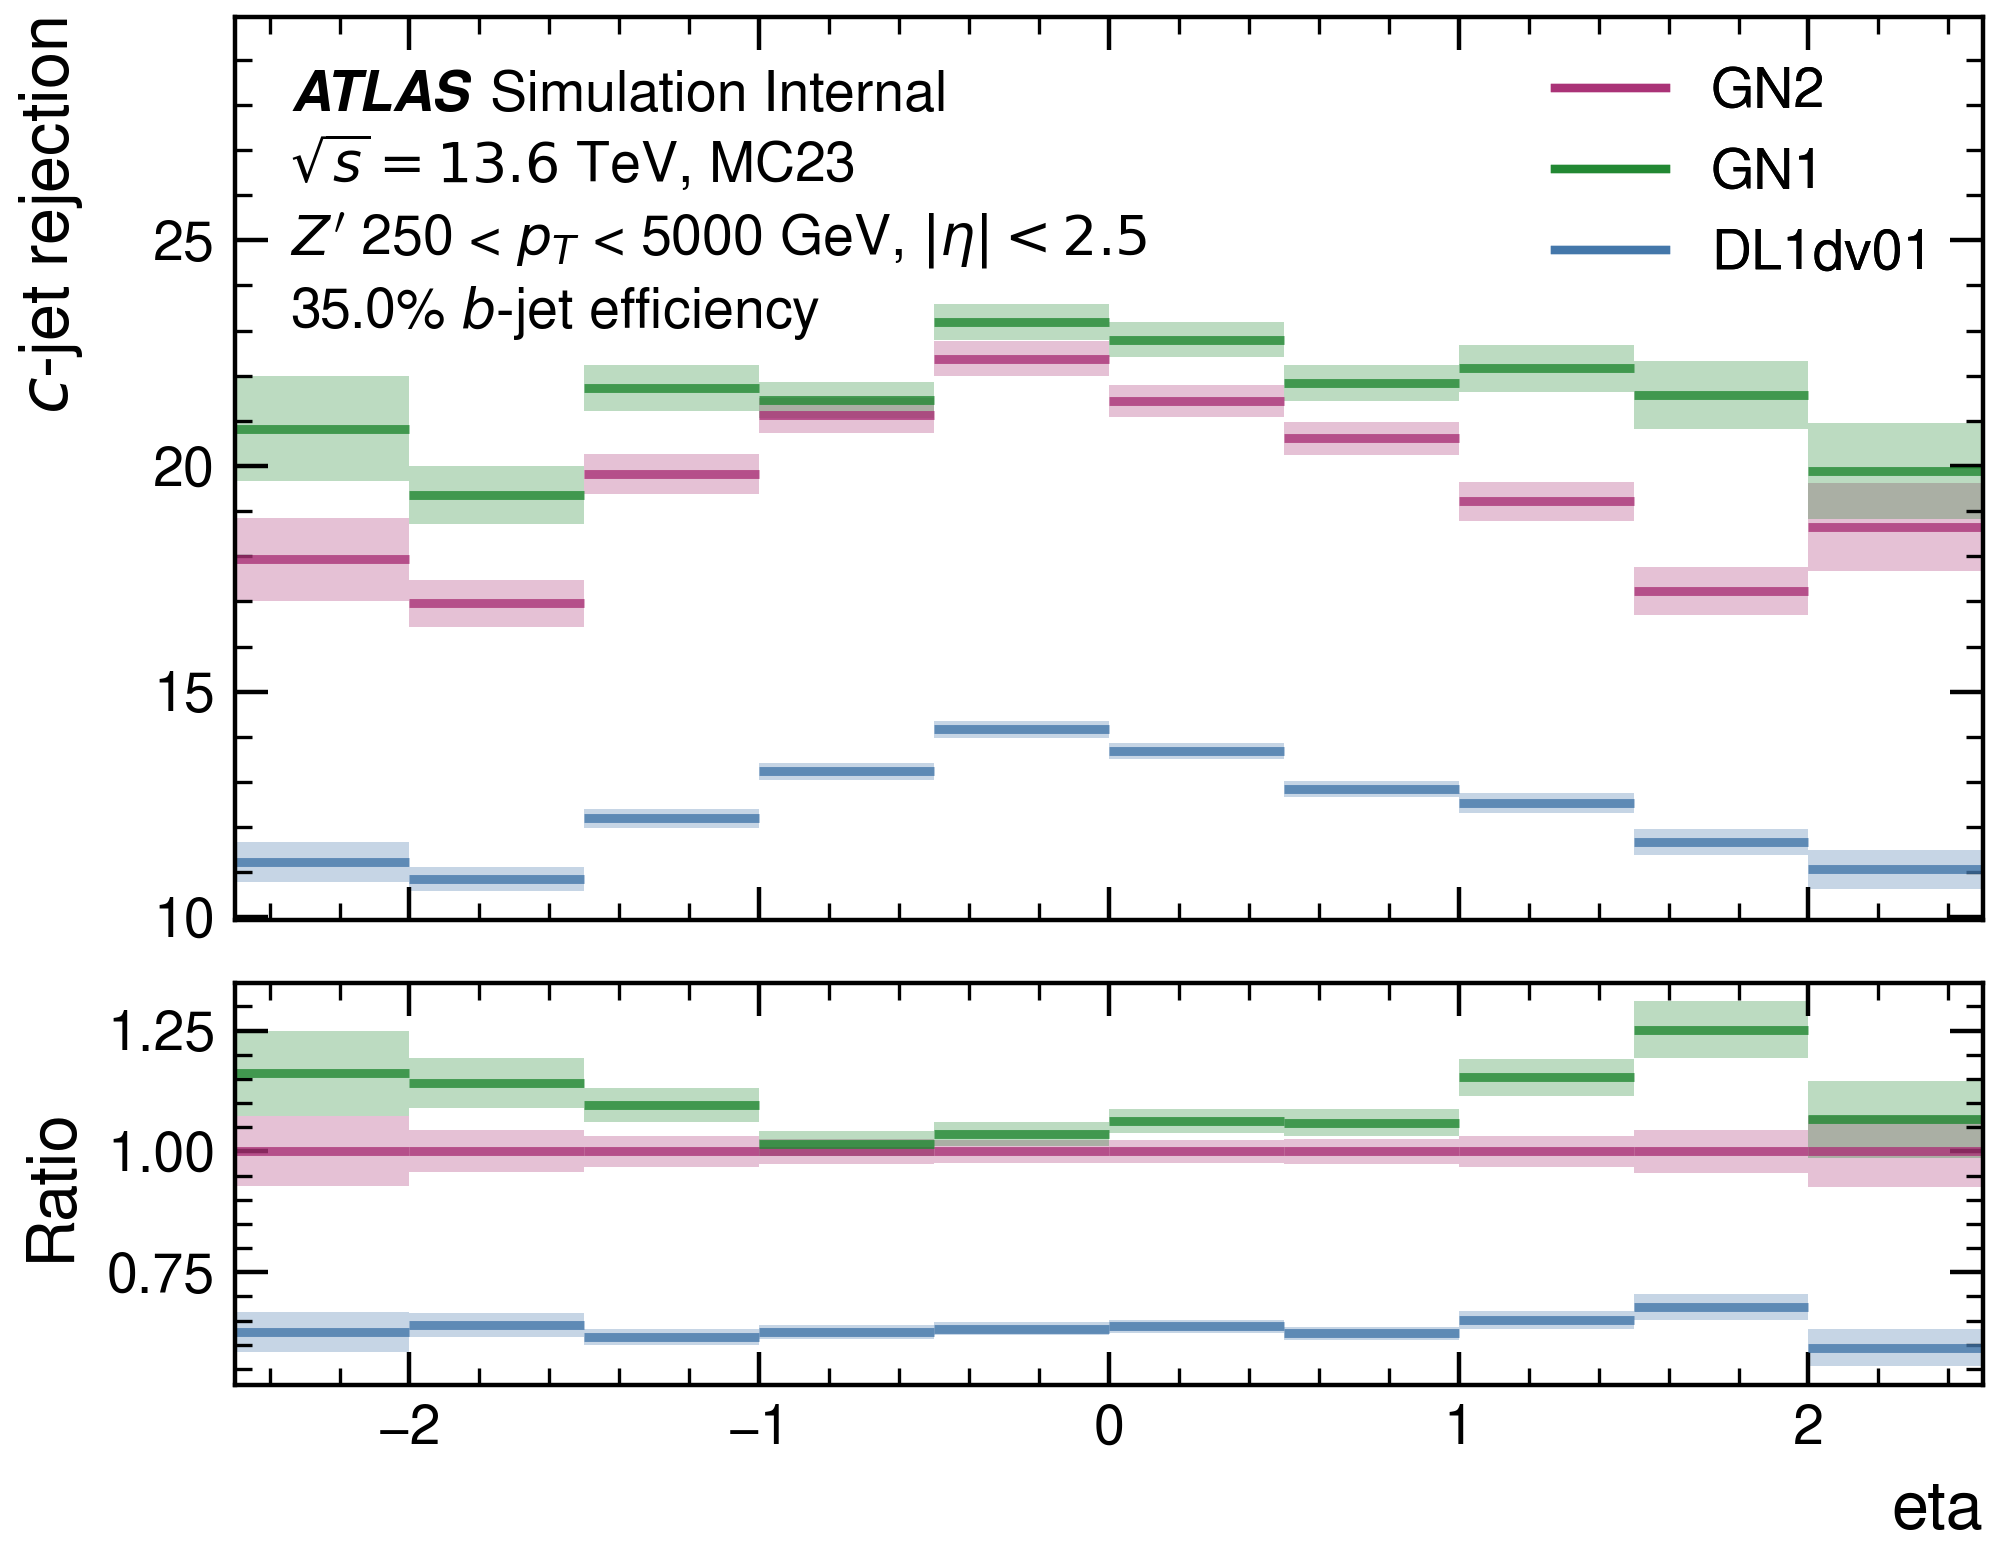 c-jet rejection
ATLAS Simulation Internal
√s = 13.6 TeV, MC23
Z′ 250 < p_T < 5000 GeV, |η| < 2.5
35.0% b-jet efficiency
GN2
GN1
DL1dv01
25
20
15
10
Ratio
1.25
1.00
0.75
−2 −1 0 1 2
eta